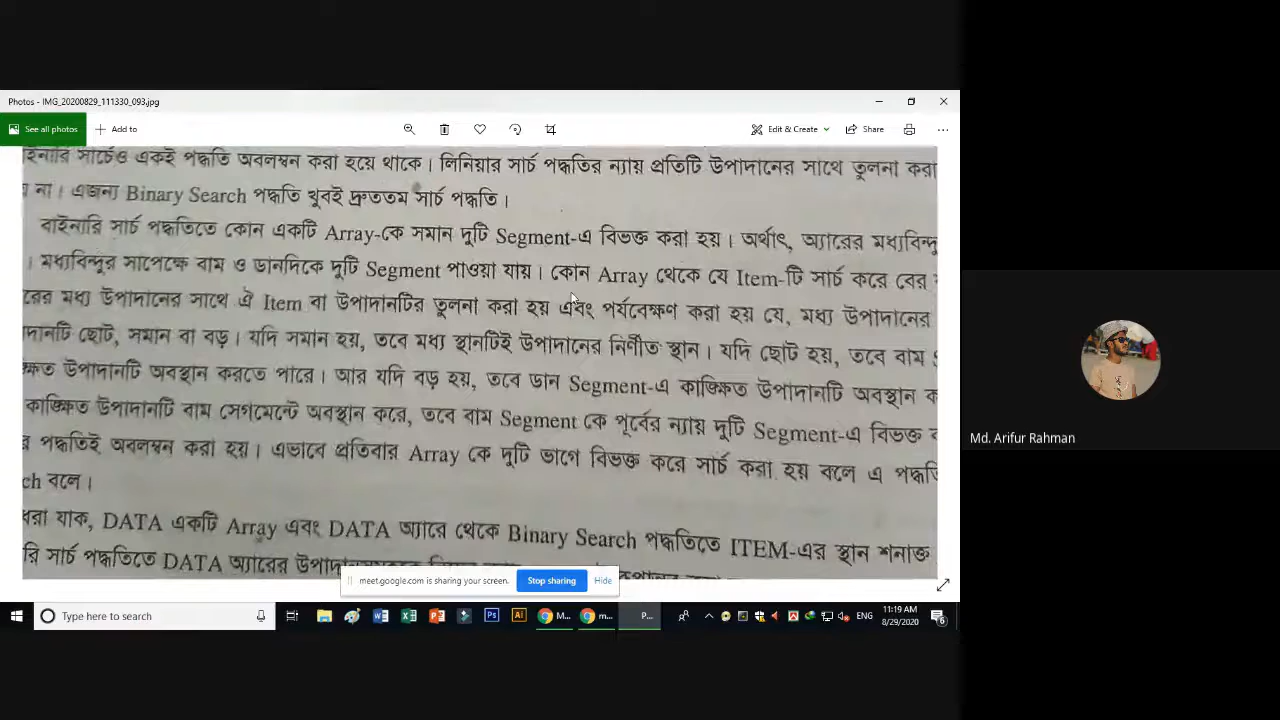 Photos - IMG_20200829_111330_093.jpg
See all photos
Add to
Edit & Create
Share
সার্চেও একই পদ্ধতি অবলম্বন করা হয়ে থাকে। লিনিয়ার সার্চ পদ্ধতির ন্যায় প্রতিটি উপাদানের সাথে তুলনা করা
না। এজন্য Binary Search পদ্ধতি খুবই দ্রুততম সার্চ পদ্ধতি।
বাইনারি সার্চ পদ্ধতিতে কোন একটি Array-কে সমান দুটি Segment-এ বিভক্ত করা হয়। অর্থাৎ, অ্যারের মধ্যবিন্দু
। মধ্যবিন্দুর সাপেক্ষে বাম ও ডানদিকে দুটি Segment পাওয়া যায়। কোন Array থেকে যে Item-টি সার্চ করে বের
রের মধ্য উপাদানের সাথে ঐ Item বা উপাদানটির তুলনা করা হয় এবং পর্যবেক্ষণ করা হয় যে, মধ্য উপাদানের
দানটি ছোট, সমান বা বড়। যদি সমান হয়, তবে মধ্য স্থানটিই উপাদানের নির্ণীত স্থান। যদি ছোট হয়, তবে বাম
ক্ষিত উপাদানটি অবস্থান করতে পারে। আর যদি বড় হয়, তবে ডান Segment-এ কাঙ্ক্ষিত উপাদানটি অবস্থান ক
কাঙ্ক্ষিত উপাদানটি বাম সেগমেন্টে অবস্থান করে, তবে বাম Segment কে পূর্বের ন্যায় দুটি Segment-এ বিভক্ত
র পদ্ধতিই অবলম্বন করা হয়। এভাবে প্রতিবার Array কে দুটি ভাগে বিভক্ত করে সার্চ করা হয় বলে এ পদ্ধতি
ch বলে।
ধরা যাক, DATA একটি Array এবং DATA অ্যারে থেকে Binary Search পদ্ধতিতে ITEM-এর স্থান শনাক্ত
রি সার্চ পদ্ধতিতে DATA অ্যারের
meet.google.com is sharing your screen.
Stop sharing
Hide
Md. Arifur Rahman
Type here to search
M...
m...
P...
ENG
11:19 AM
8/29/2020
6